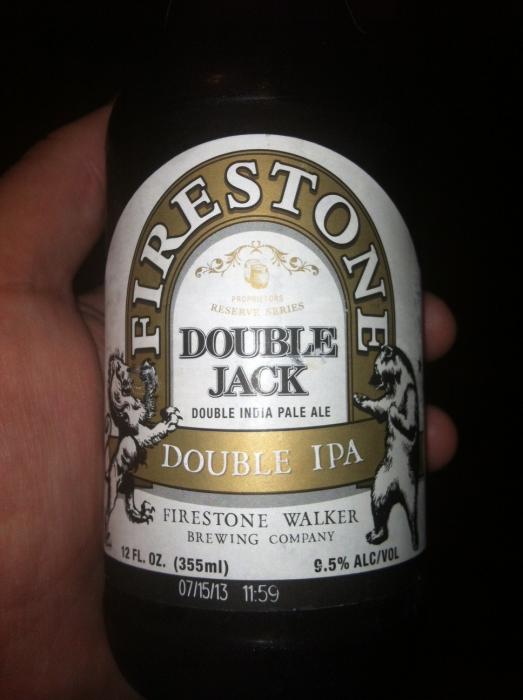 FIRESTONE
PROPRIETORS
RESERVE SERIES
DOUBLE
JACK
DOUBLE INDIA PALE ALE
DOUBLE IPA
FIRESTONE WALKER
BREWING COMPANY
12 FL. OZ. (355ml) 9.5% ALC/VOL
07/15/13 11:59